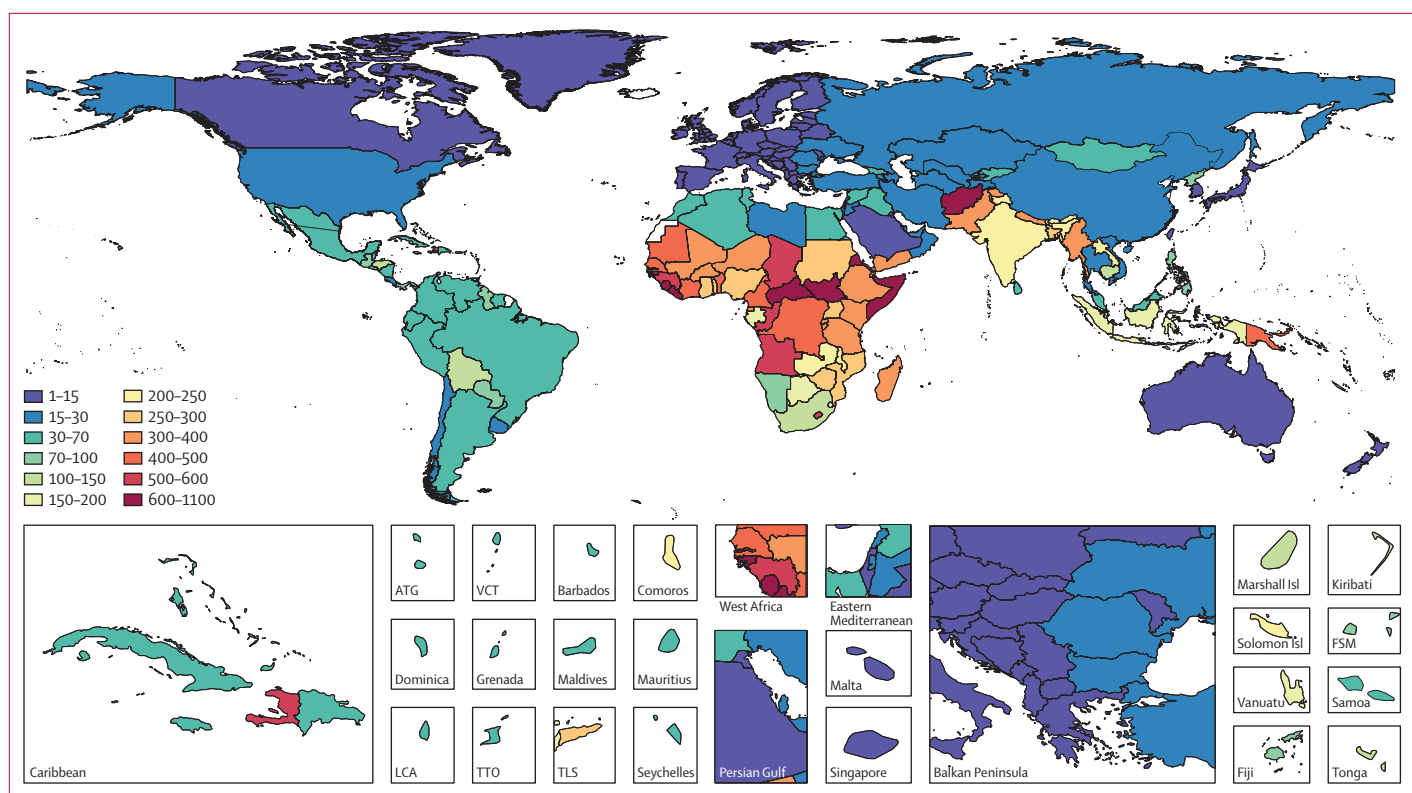 1–15
15–30
30–70
70–100
100–150
150–200
200–250
250–300
300–400
400–500
500–600
600–1100
Caribbean
ATG
VCT
Barbados
Comoros
Dominica
Grenada
Maldives
Mauritius
LCA
TTO
TLS
Seychelles
West Africa
Eastern
Mediterranean
Persian Gulf
Malta
Singapore
Balkan Peninsula
Marshall Isl
Kiribati
Solomon Isl
FSM
Vanuatu
Samoa
Fiji
Tonga